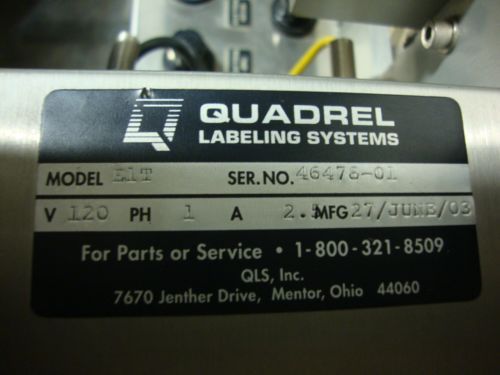 QUADREL
LABELING SYSTEMS
MODEL E1T SER.NO. 46476-01
V 120 PH 1 A 2.5 MFG 27/JUNE/03
For Parts or Service • 1-800-321-8509
QLS, Inc.
7670 Jenther Drive, Mentor, Ohio 44060